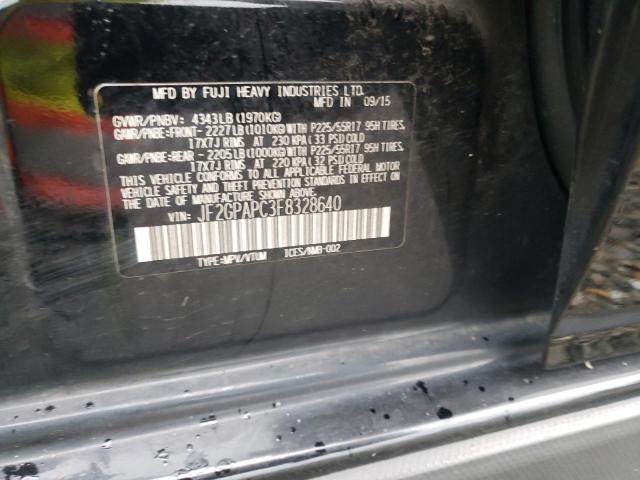 MFD BY FUJI HEAVY INDUSTRIES LTD.
MFD IN 09/15
GVWR/PNBV: 4343LB(1970KG)
GAWR/PNBE:FRONT- 2227LB(1010KG)WITH P225/55R17 95H TIRES,
17X7J RIMS AT 230 KPA(33 PSI)COLD
GAWR/PNBE:REAR - 2205LB(1000KG)WITH P225/55R17 95H TIRES,
17X7J RIMS AT 220 KPA(32 PSI)COLD
THIS VEHICLE CONFORMS TO ALL APPLICABLE FEDERAL MOTOR
VEHICLE SAFETY STANDARDS IN EFFECT ON
THE DATE OF MANUFACTURE SHOWN ABOVE.
VIN: JF2GPAPC3F8328640
TYPE:MPV/VTUM ICES/NMB-002